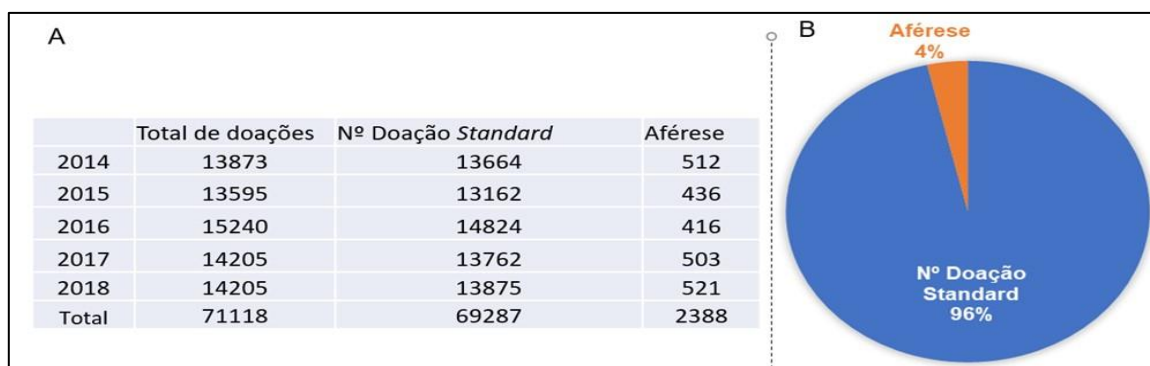 A
Total de doações Nº Doação Standard Aférese
2014 13873 13664 512
2015 13595 13162 436
2016 15240 14824 416
2017 14205 13762 503
2018 14205 13875 521
Total 71118 69287 2388
B
Aférese
4%
Nº Doação
Standard
96%